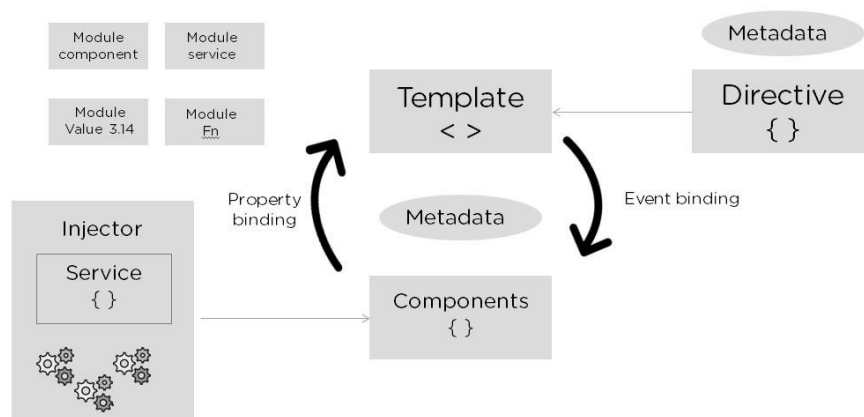 Module
component
Module
service
Module
Value 3.14
Module
Fn
Metadata
Template
< >
Directive
{ }
Property
binding
Metadata
Event binding
Injector
Service
{ }
Components
{ }